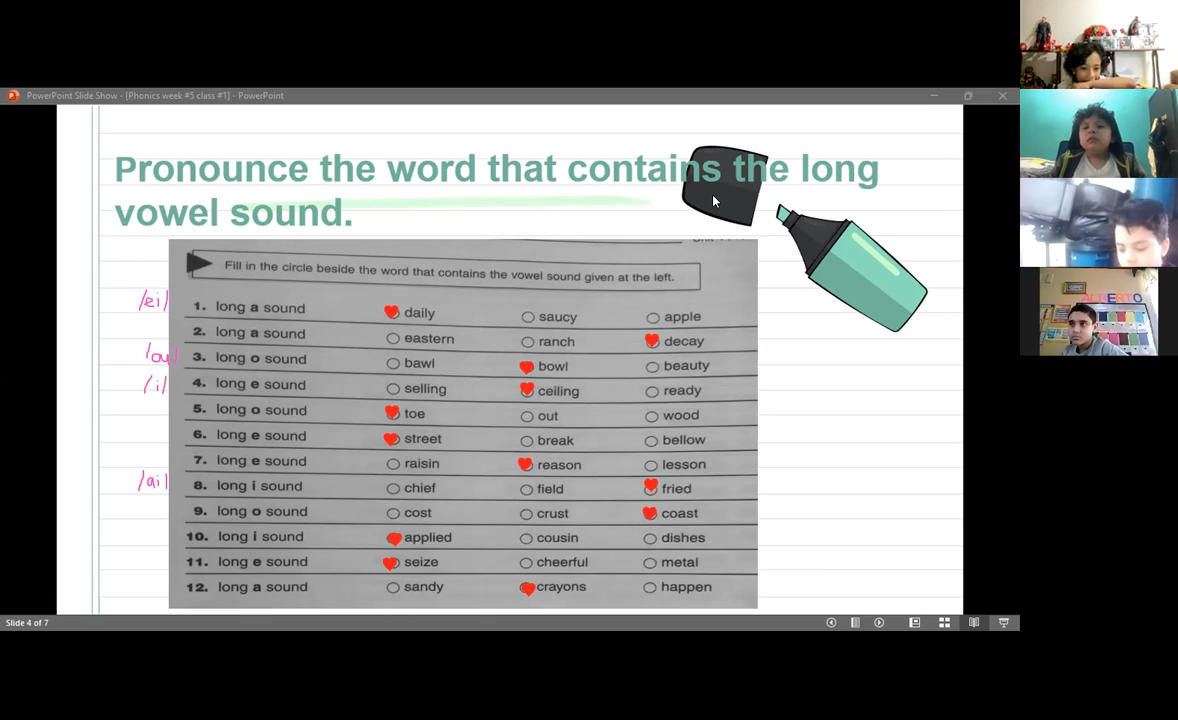 PowerPoint Slide Show - [Phonics week #5 class #1] - PowerPoint
Pronounce the word that contains the long
vowel sound.
Fill in the circle beside the word that contains the vowel sound given at the left.
/ei/
1. long a sound daily saucy apple
2. long a sound eastern ranch decay
/ou/
3. long o sound bawl bowl beauty
/i/
4. long e sound selling ceiling ready
5. long o sound toe out wood
6. long e sound street break bellow
7. long e sound raisin reason lesson
/ai/
8. long i sound chief field fried
9. long o sound cost crust coast
10. long i sound applied cousin dishes
11. long e sound seize cheerful metal
12. long a sound sandy crayons happen
Slide 4 of 7
ALBERTO